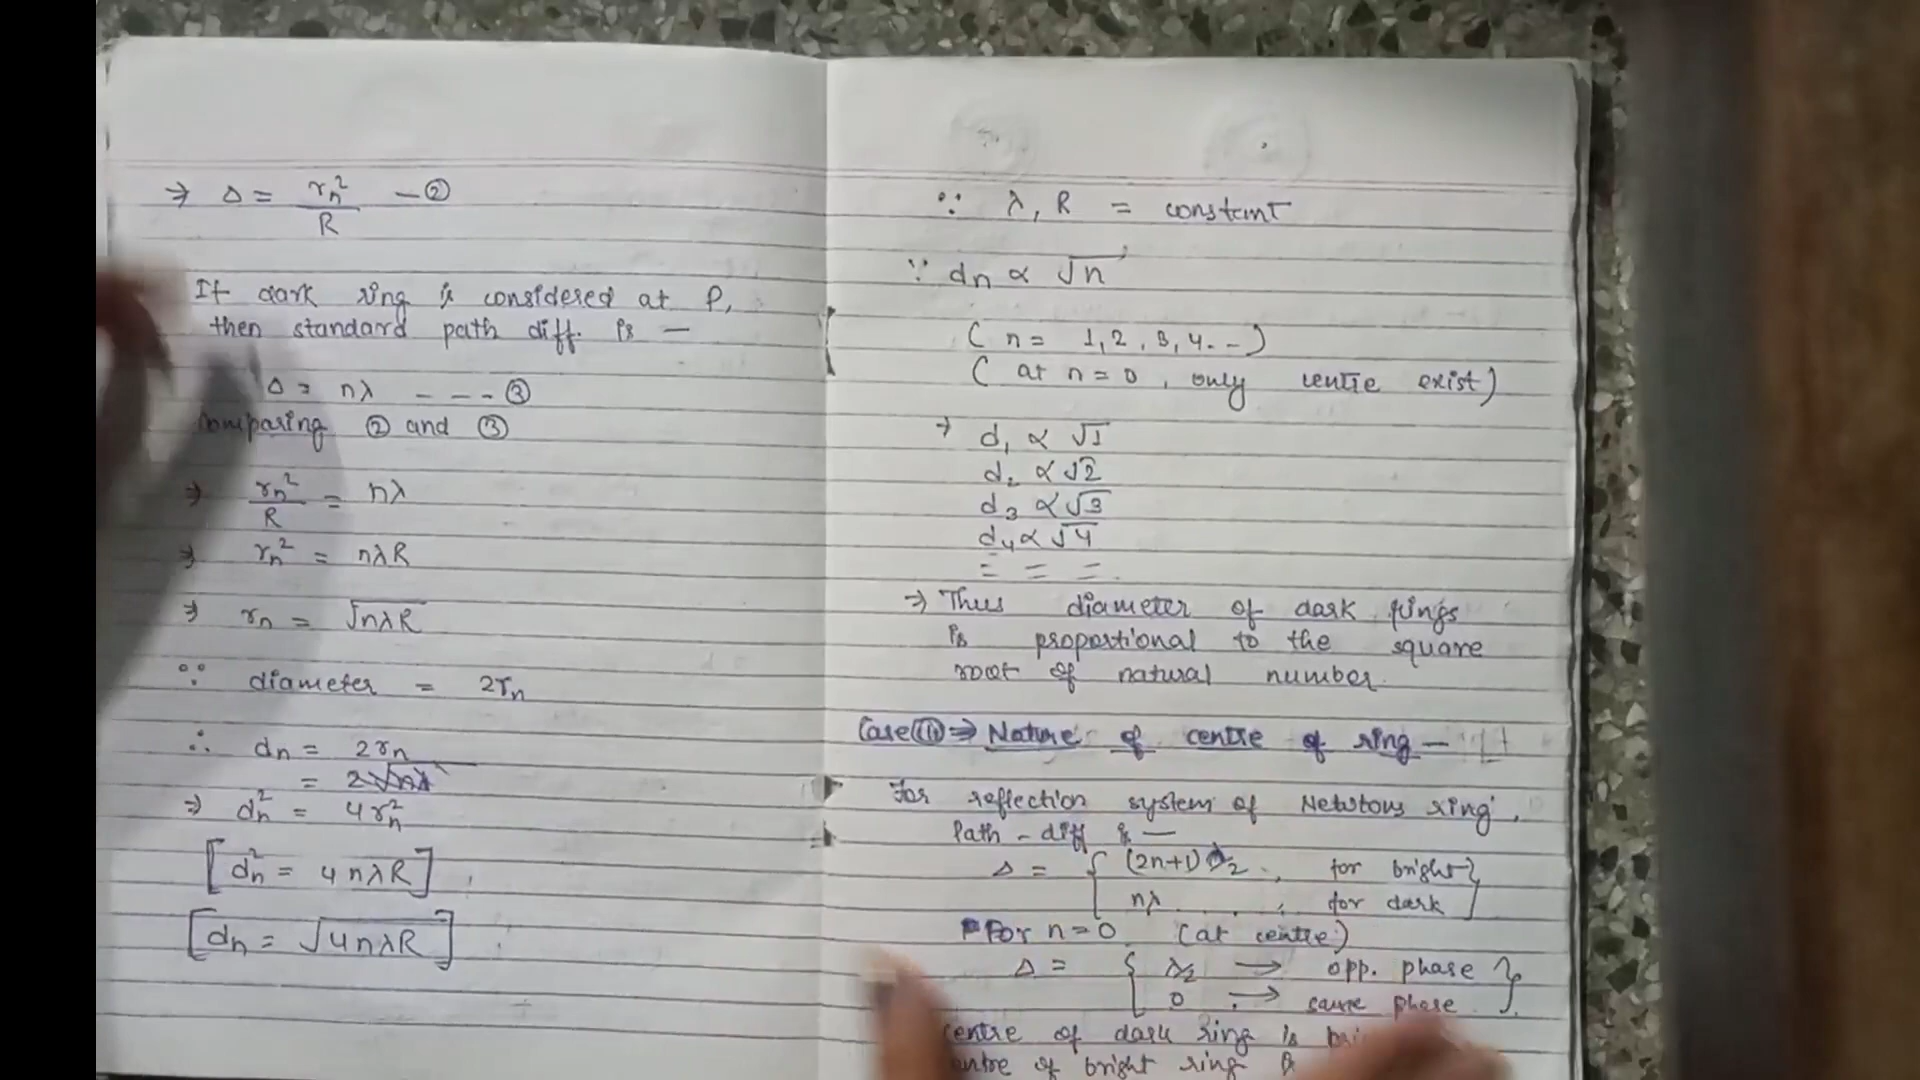 ⇒ Δ = rn²/R — ②
If dark ring is considered at P,
then standard path diff. is —
Δ = nλ - - - ③
Comparing ② and ③
⇒ rn²/R = nλ
⇒ rn² = nλR
⇒ rn = √nλR
∵ diameter = 2rn
∴ dn = 2rn
= 2√nλ
⇒ dn² = 4rn²
[dn² = 4nλR]
[dn = √4nλR]
∵ λ, R = constant
∵ dn ∝ √n
( n = 1,2,3,4.. - )
( at n = 0, only centre exist)
→ d₁ ∝ √1
d₂ ∝ √2
d₃ ∝ √3
d₄ ∝ √4
= = =
⇒ Thus diameter of dark rings
is proportional to the square
root of natural number.
Case ⇒ Nature of centre of ring —
For reflection system of Newtons ring,
Path - diff is —
Δ = { (2n+1) λ/2 , for bright }
nλ , for dark
For n = 0 (at centre)
Δ = { λ/2 → opp. phase }
0 → same phase
centre of dark ring is
of bright ring